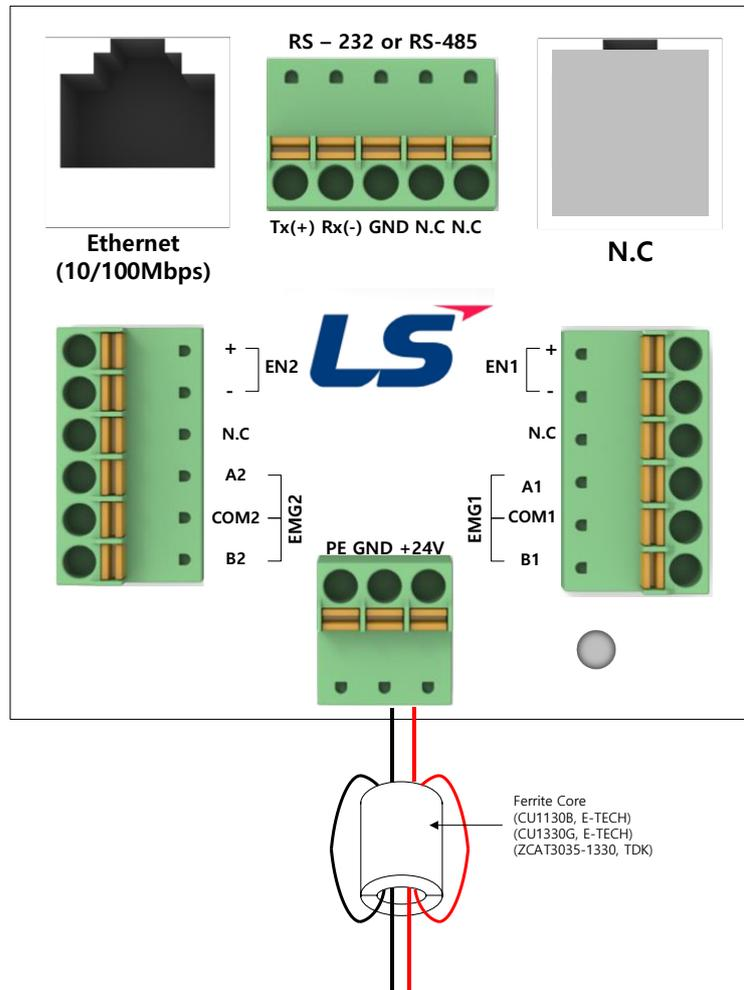 RS – 232 or RS-485
Tx(+) Rx(-) GND N.C N.C
Ethernet
(10/100Mbps)
N.C
LS
+
-
EN2
N.C
A2
COM2
B2
EMG2
EN1
+
-
N.C
A1
COM1
B1
EMG1
PE GND +24V
Ferrite Core
(CU1130B, E-TECH)
(CU1330G, E-TECH)
(ZCAT3035-1330, TDK)